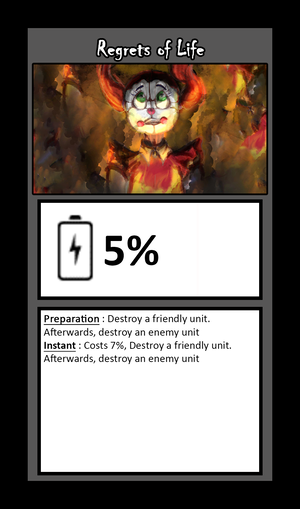 Regrets of Life
5%
Preparation : Destroy a friendly unit.
Afterwards, destroy an enemy unit
Instant : Costs 7%, Destroy a friendly unit.
Afterwards, destroy an enemy unit